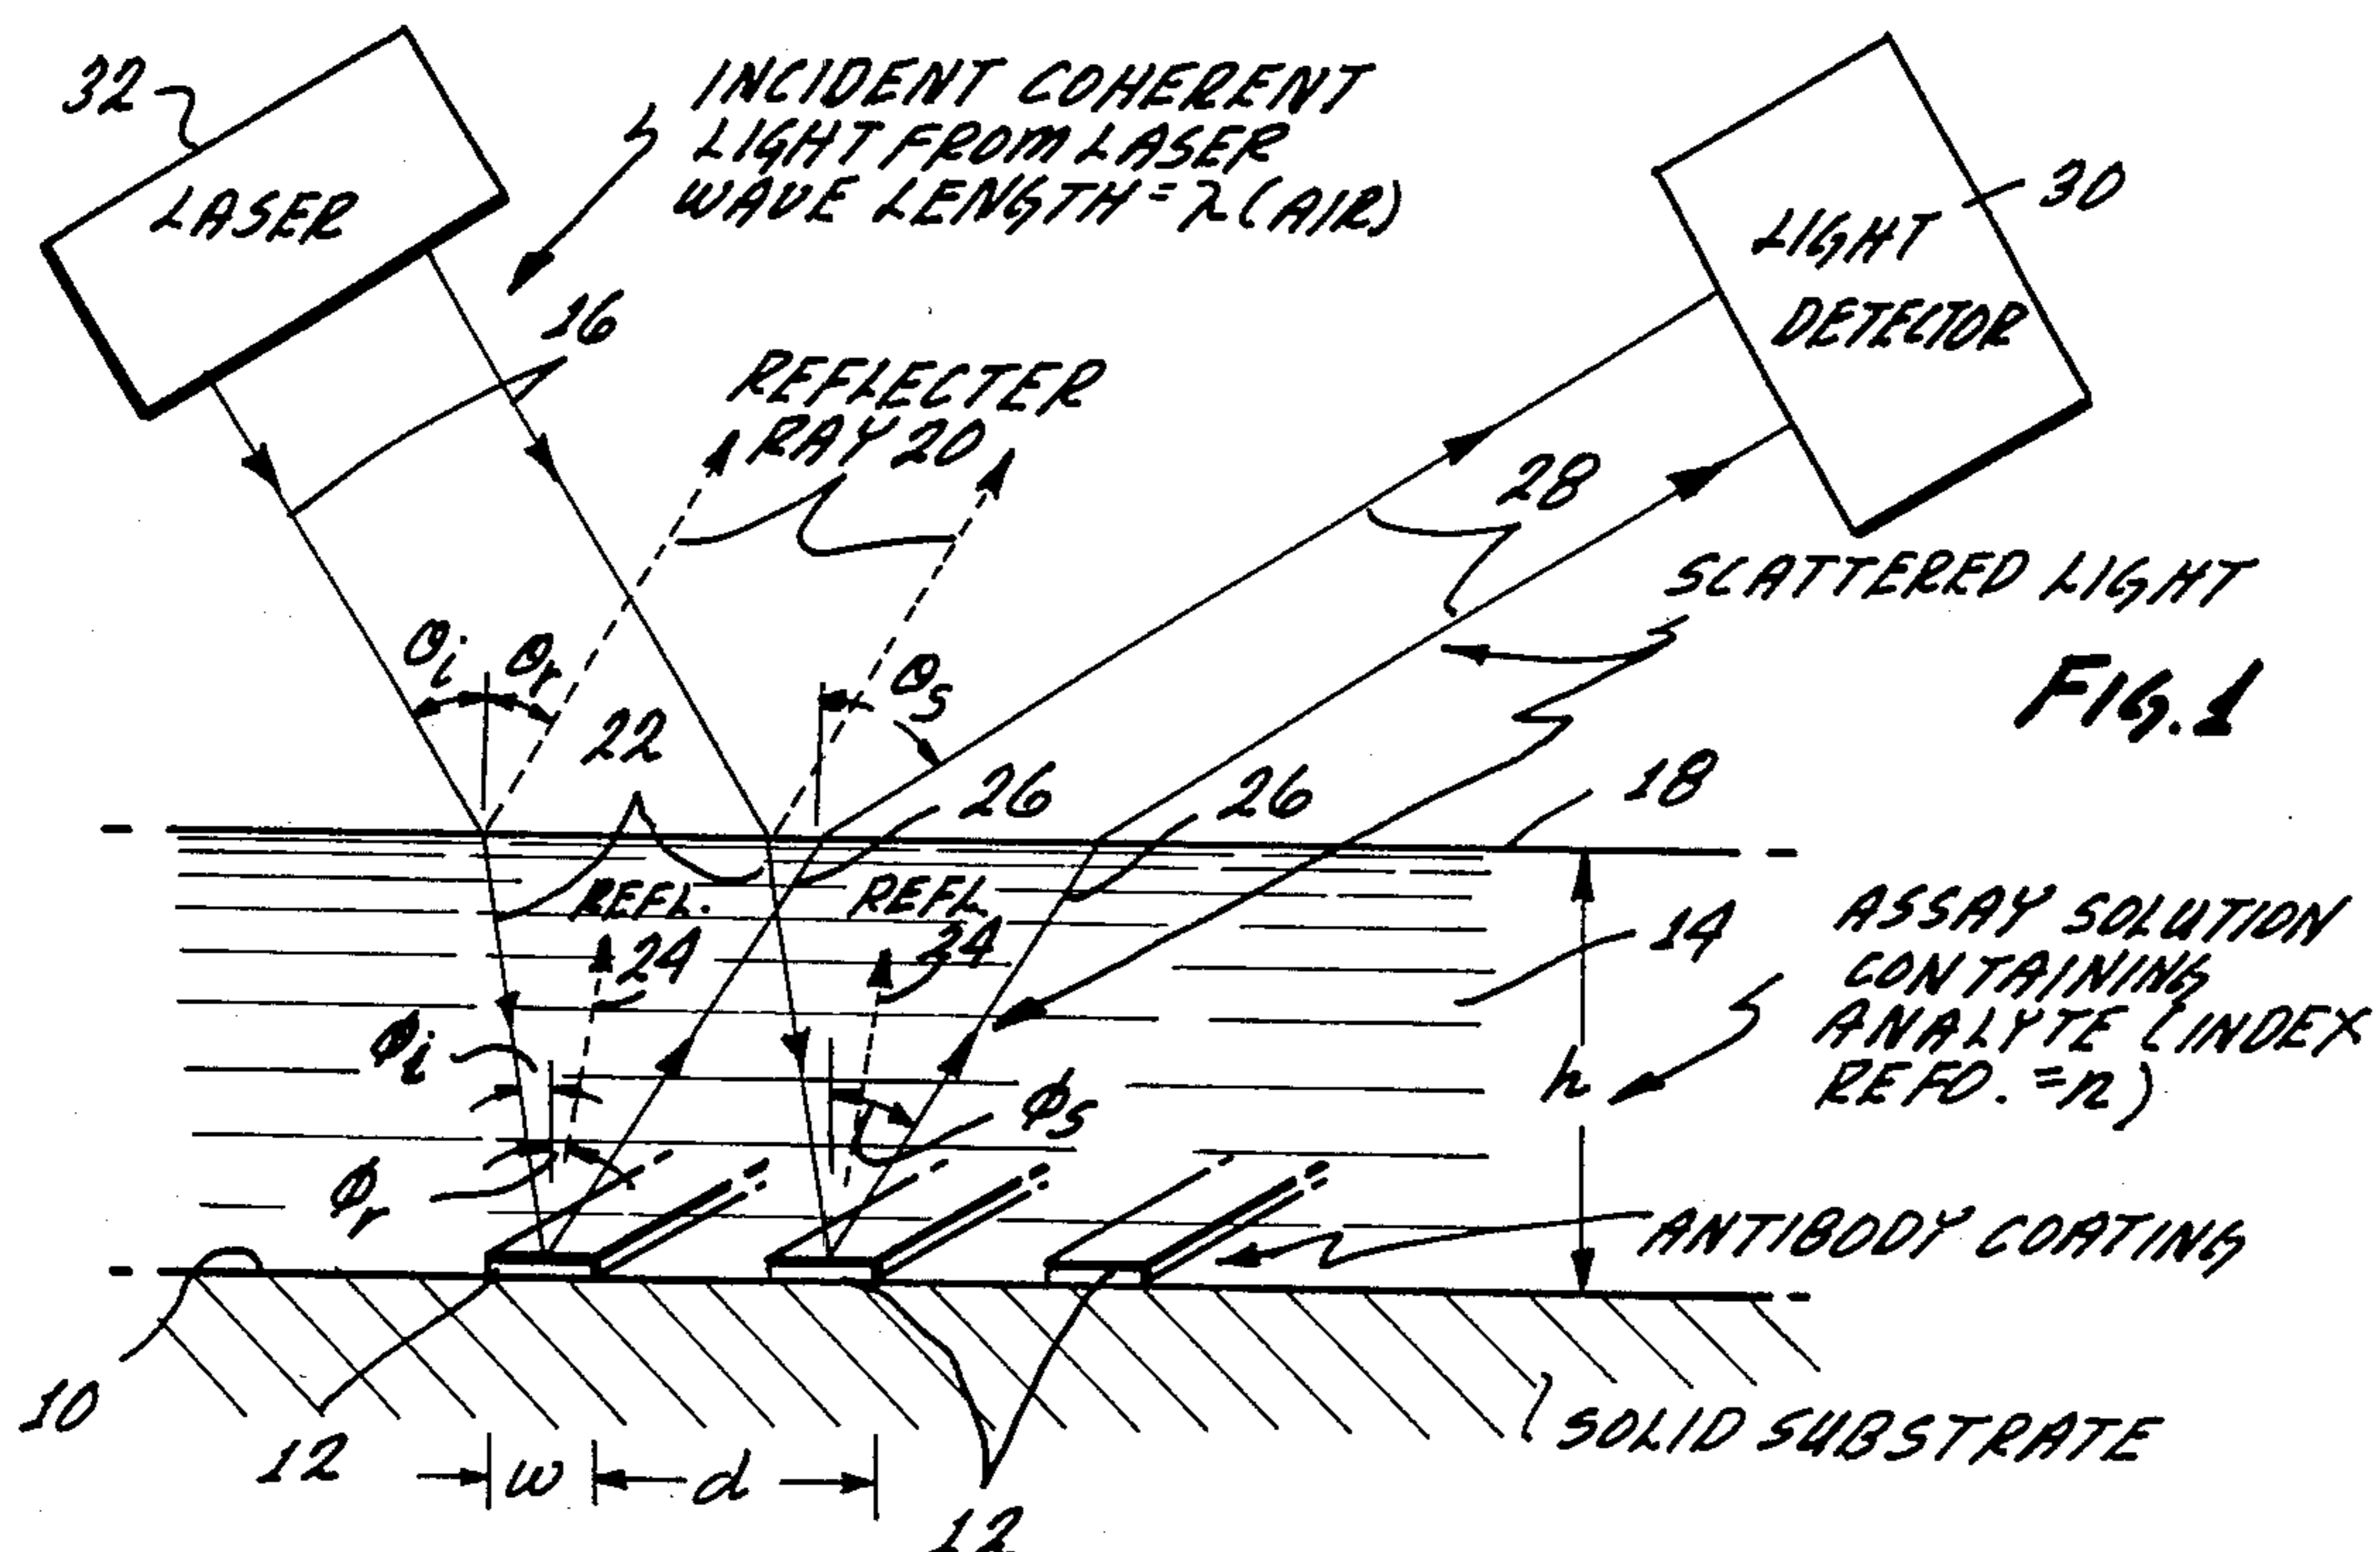 32
LASER
INCIDENT COHERENT
LIGHT FROM LASER
WAVE LENGTH = λ (AIR)
16
REFLECTER
RAY 20
LIGHT
DETECTOR
30
28
SCATTERED LIGHT
FIG. 1
θi
θr
θs
22
26
26
18
REFL.
24
REFL
24
14
ASSAY SOLUTION
CONTAINING
ANALYTE (INDEX
REFD. = n)
h
ϕi
ϕs
ϕr
ANTIBODY COATING
10
12
w
d
12
SOLID SUBSTRATE